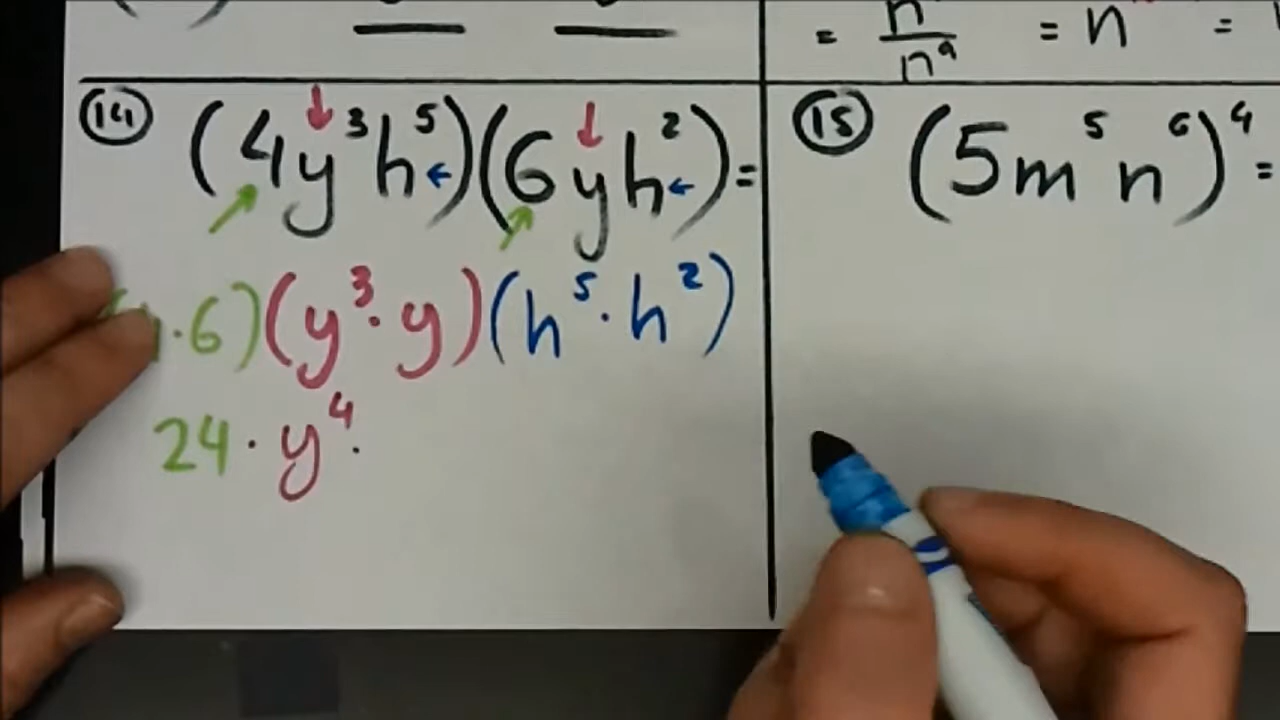 = n/n⁹ = n =
(14) (4y³h⁵)(6yh²)=
·6)(y³·y)(h⁵·h²)
24·y⁴·
(15) (5m⁵n⁶)⁴ =